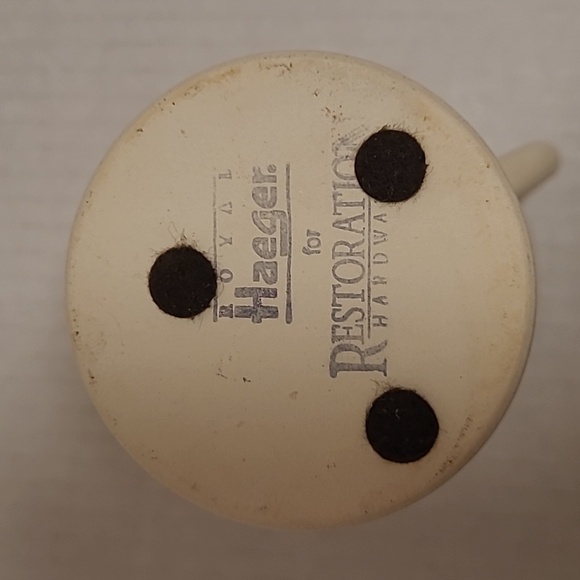 ROYAL
Haeger.
for
RESTORATION
HARDWA